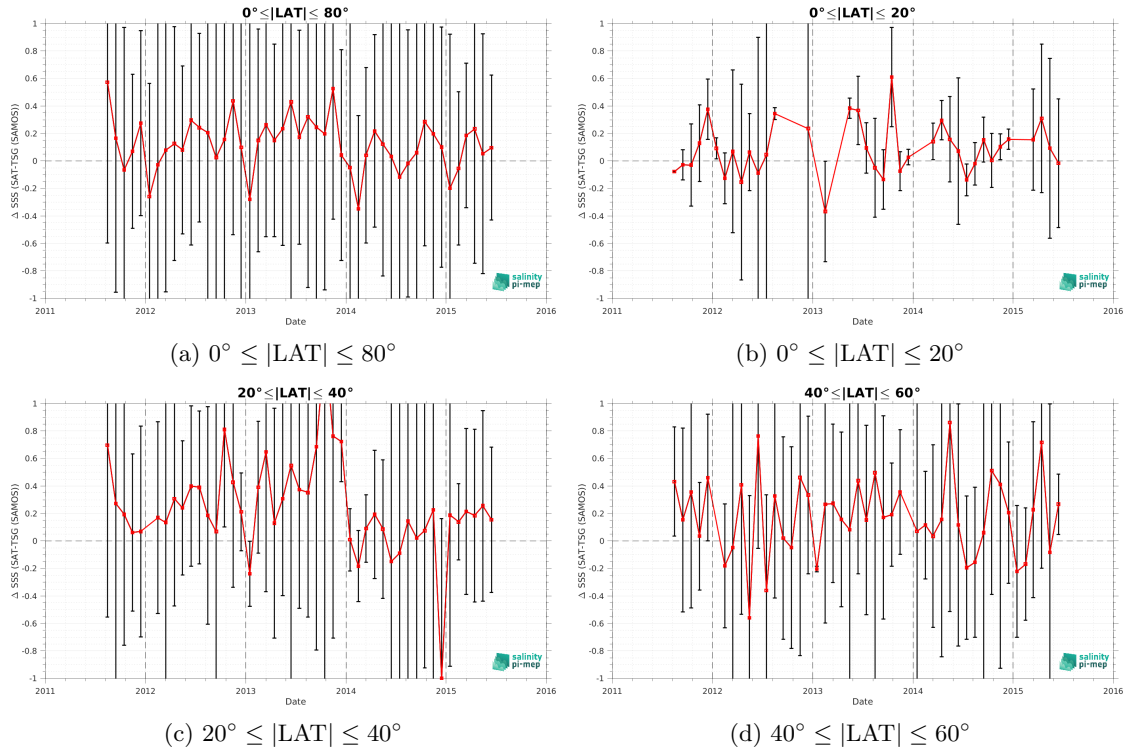 0°≤|LAT|≤ 80°
Δ SSS (SAT-TSG (SAMOS))
1
0.8
0.6
0.4
0.2
0
-0.2
-0.4
-0.6
-0.8
-1
2011 2012 2013 2014 2015 2016
Date
salinity
pi-mep
(a) 0° ≤ |LAT| ≤ 80°
0°≤|LAT|≤ 20°
Δ SSS (SAT-TSG (SAMOS))
1
0.8
0.6
0.4
0.2
0
-0.2
-0.4
-0.6
-0.8
-1
2011 2012 2013 2014 2015 2016
Date
salinity
pi-mep
(b) 0° ≤ |LAT| ≤ 20°
20°≤|LAT|≤ 40°
Δ SSS (SAT-TSG (SAMOS))
1
0.8
0.6
0.4
0.2
0
-0.2
-0.4
-0.6
-0.8
-1
2011 2012 2013 2014 2015 2016
Date
salinity
pi-mep
(c) 20° ≤ |LAT| ≤ 40°
40°≤|LAT|≤ 60°
Δ SSS (SAT-TSG (SAMOS))
1
0.8
0.6
0.4
0.2
0
-0.2
-0.4
-0.6
-0.8
-1
2011 2012 2013 2014 2015 2016
Date
salinity
pi-mep
(d) 40° ≤ |LAT| ≤ 60°